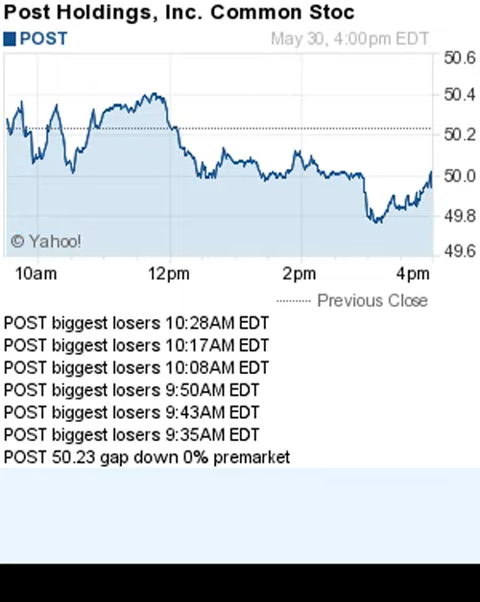 Post Holdings, Inc. Common Stoc
POST May 30, 4:00pm EDT
50.6
50.4
50.2
50.0
49.8
49.6
© Yahoo!
10am 12pm 2pm 4pm
Previous Close
POST biggest losers 10:28AM EDT
POST biggest losers 10:17AM EDT
POST biggest losers 10:08AM EDT
POST biggest losers 9:50AM EDT
POST biggest losers 9:43AM EDT
POST biggest losers 9:35AM EDT
POST 50.23 gap down 0% premarket